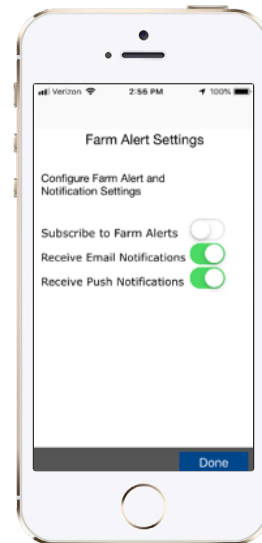 Verizon 2:56 PM 100%
Farm Alert Settings
Configure Farm Alert and
Notification Settings
Subscribe to Farm Alerts
Receive Email Notifications
Receive Push Notifications
Done